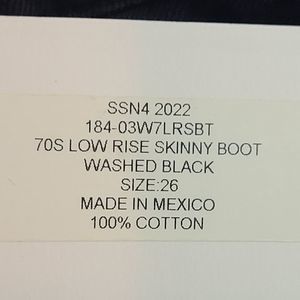 SSN4 2022
184-03W7LRSBT
70S LOW RISE SKINNY BOOT
WASHED BLACK
SIZE:26
MADE IN MEXICO
100% COTTON